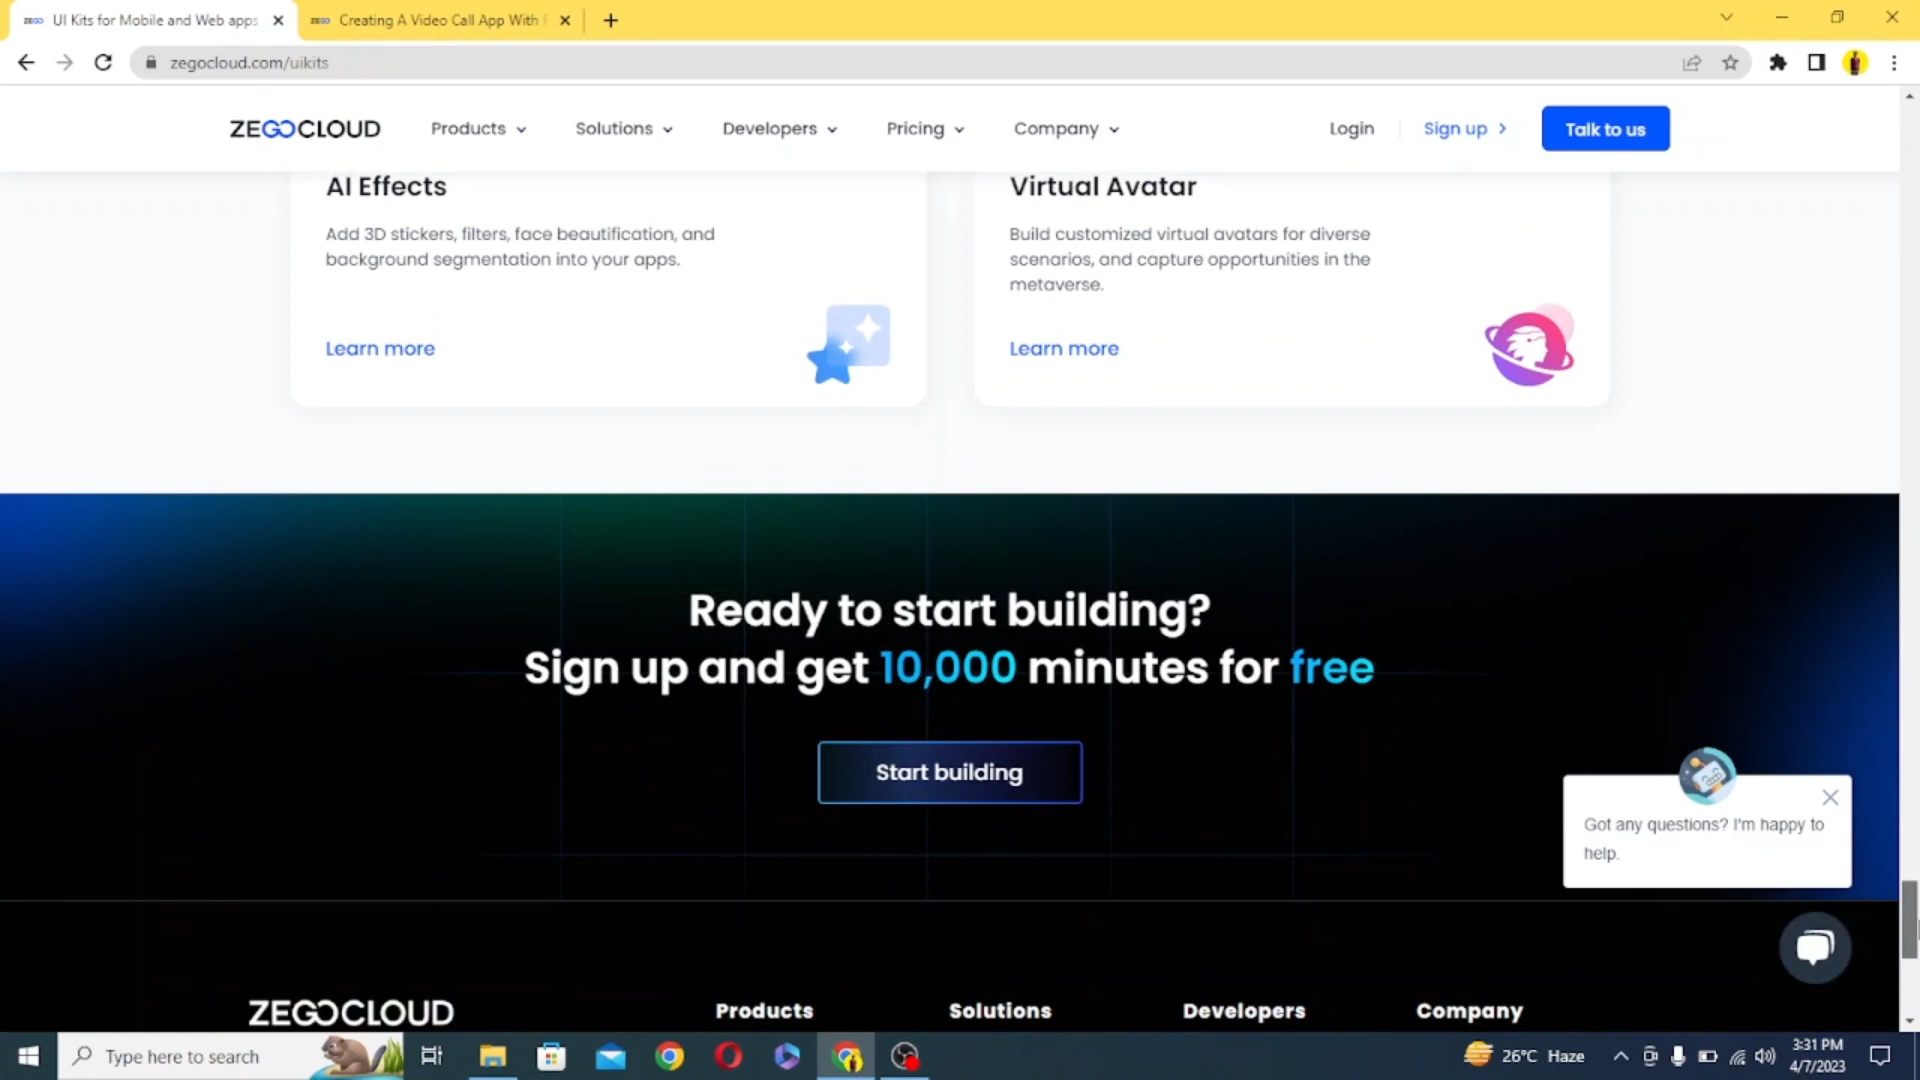 UI Kits for Mobile and Web apps
Creating A Video Call App With
zegocloud.com/uikits
ZEGOCLOUD
Products
Solutions
Developers
Pricing
Company
Login
Sign up
Talk to us
AI Effects
Add 3D stickers, filters, face beautification, and
background segmentation into your apps.
Learn more
Virtual Avatar
Build customized virtual avatars for diverse
scenarios, and capture opportunities in the
metaverse.
Learn more
Ready to start building?
Sign up and get 10,000 minutes for free
Start building
Got any questions? I'm happy to
help.
ZEGOCLOUD
Products
Solutions
Developers
Company
Type here to search
26°C Haze
3:31 PM
4/7/2023